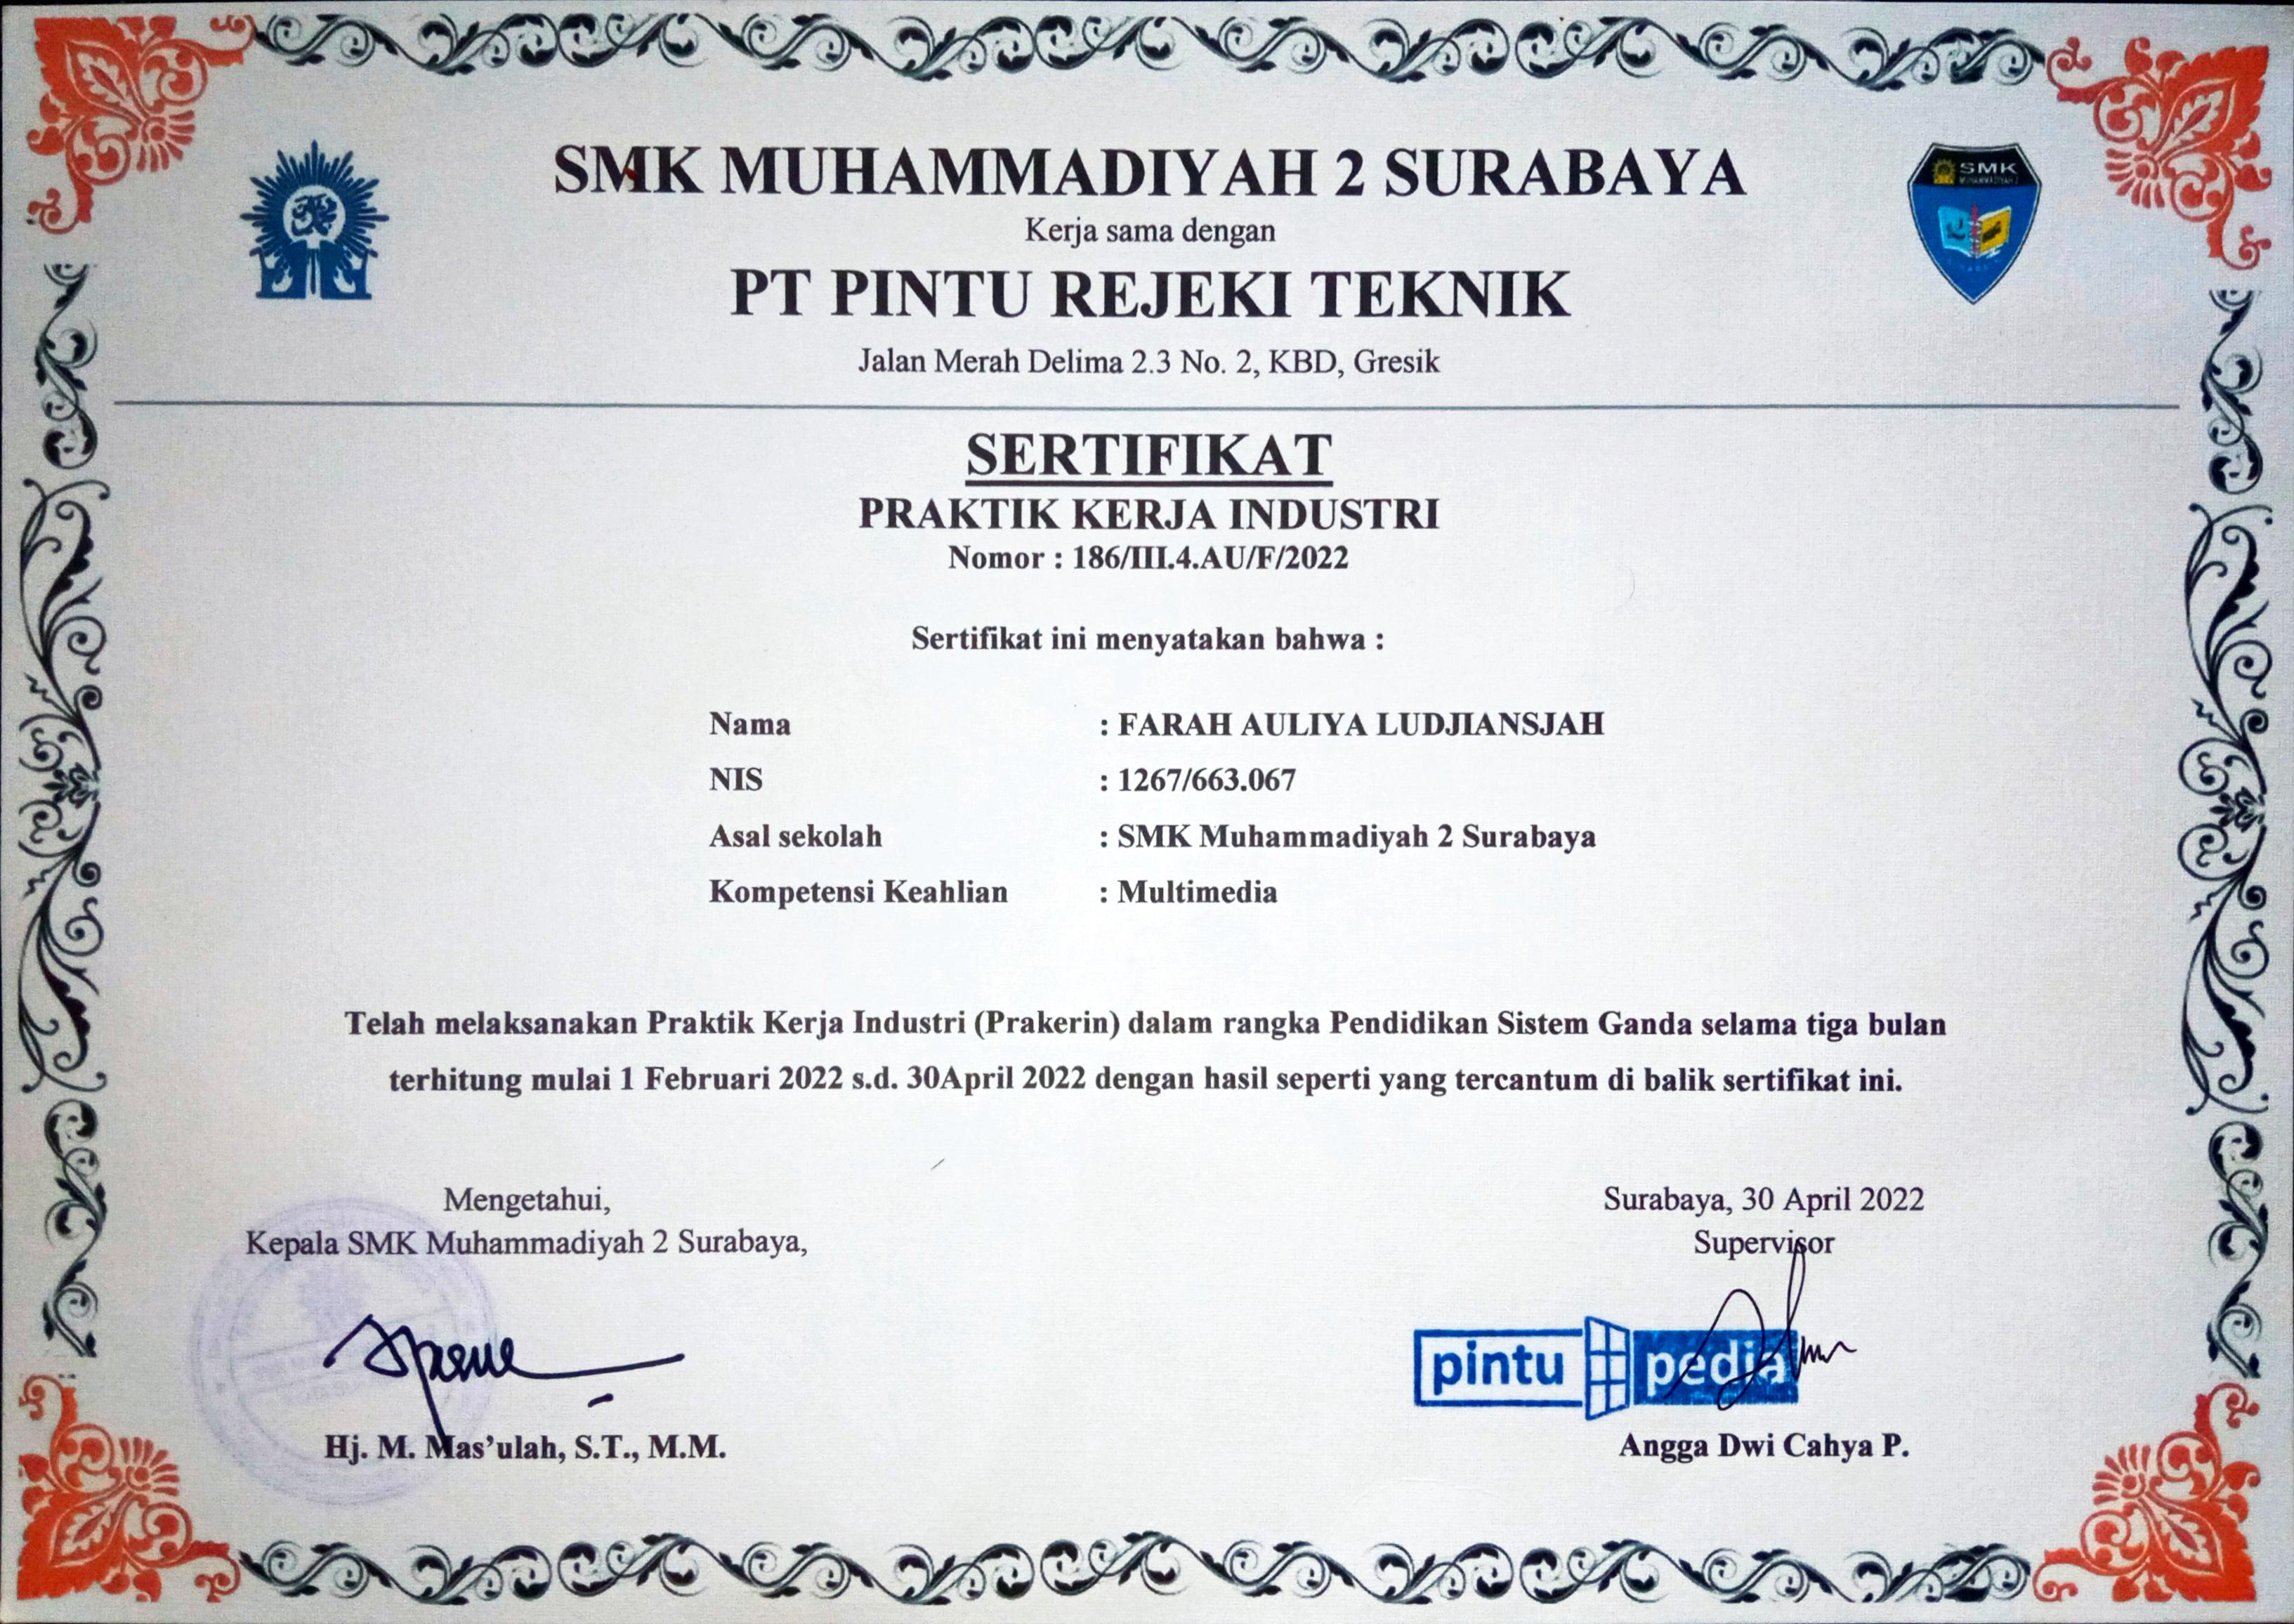 SMK MUHAMMADIYAH 2 SURABAYA
Kerja sama dengan
PT PINTU REJEKI TEKNIK
Jalan Merah Delima 2.3 No. 2, KBD, Gresik
SMK
SERTIFIKAT
PRAKTIK KERJA INDUSTRI
Nomor : 186/III.4.AU/F/2022
Sertifikat ini menyatakan bahwa :
Nama : FARAH AULIYA LUDJIANSJAH
NIS : 1267/663.067
Asal sekolah : SMK Muhammadiyah 2 Surabaya
Kompetensi Keahlian : Multimedia
Telah melaksanakan Praktik Kerja Industri (Prakerin) dalam rangka Pendidikan Sistem Ganda selama tiga bulan
terhitung mulai 1 Februari 2022 s.d. 30April 2022 dengan hasil seperti yang tercantum di balik sertifikat ini.
Mengetahui,
Kepala SMK Muhammadiyah 2 Surabaya,
Hj. M. Mas’ulah, S.T., M.M.
Surabaya, 30 April 2022
Supervisor
pintu pedia
Angga Dwi Cahya P.